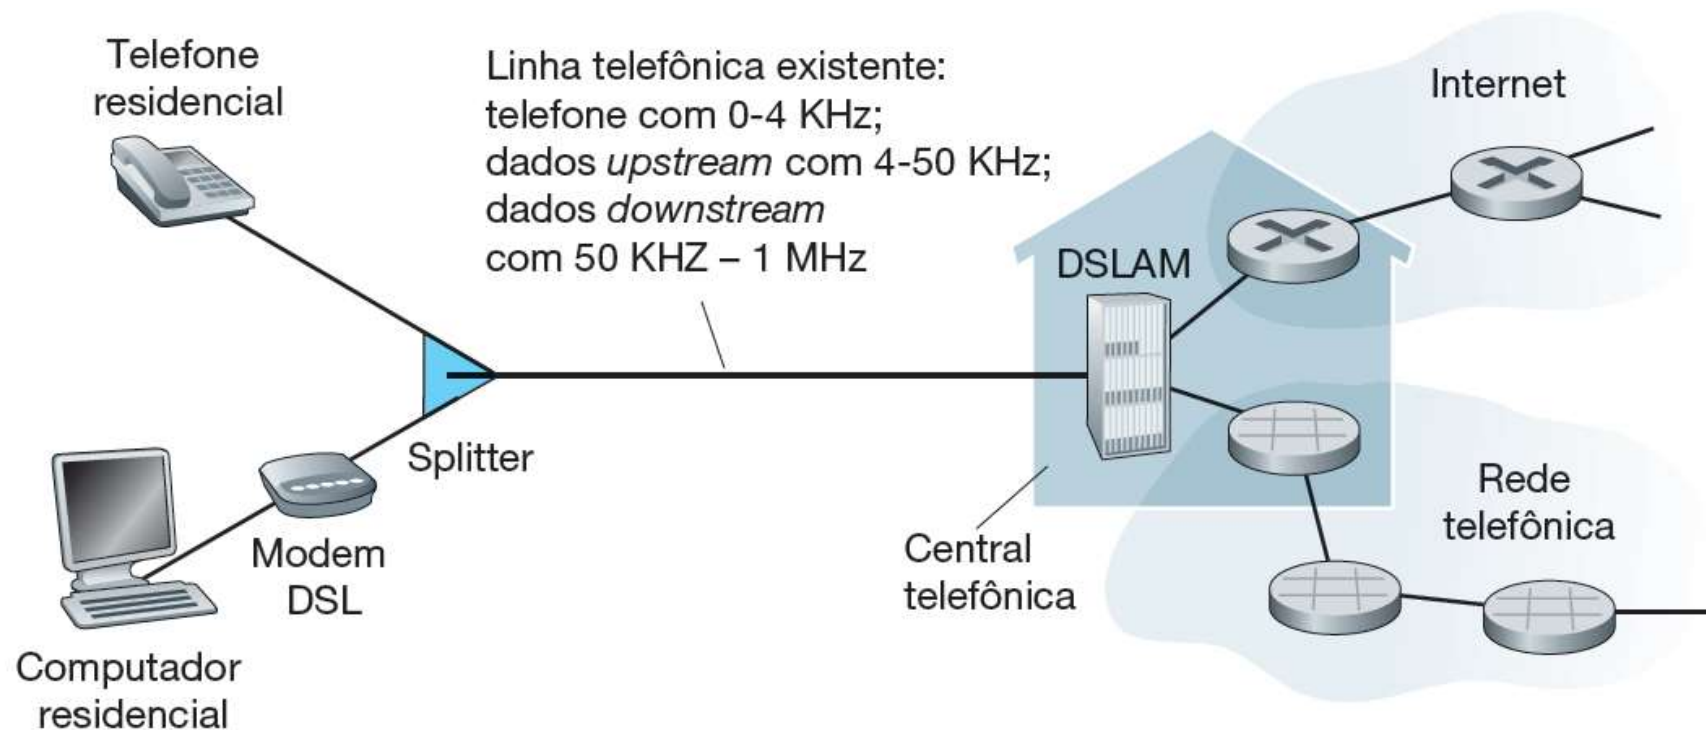 Telefone
residencial
Linha telefônica existente:
telefone com 0-4 KHz;
dados upstream com 4-50 KHz;
dados downstream
com 50 KHZ – 1 MHz
Internet
DSLAM
Splitter
Modem
DSL
Computador
residencial
Central
telefônica
Rede
telefônica